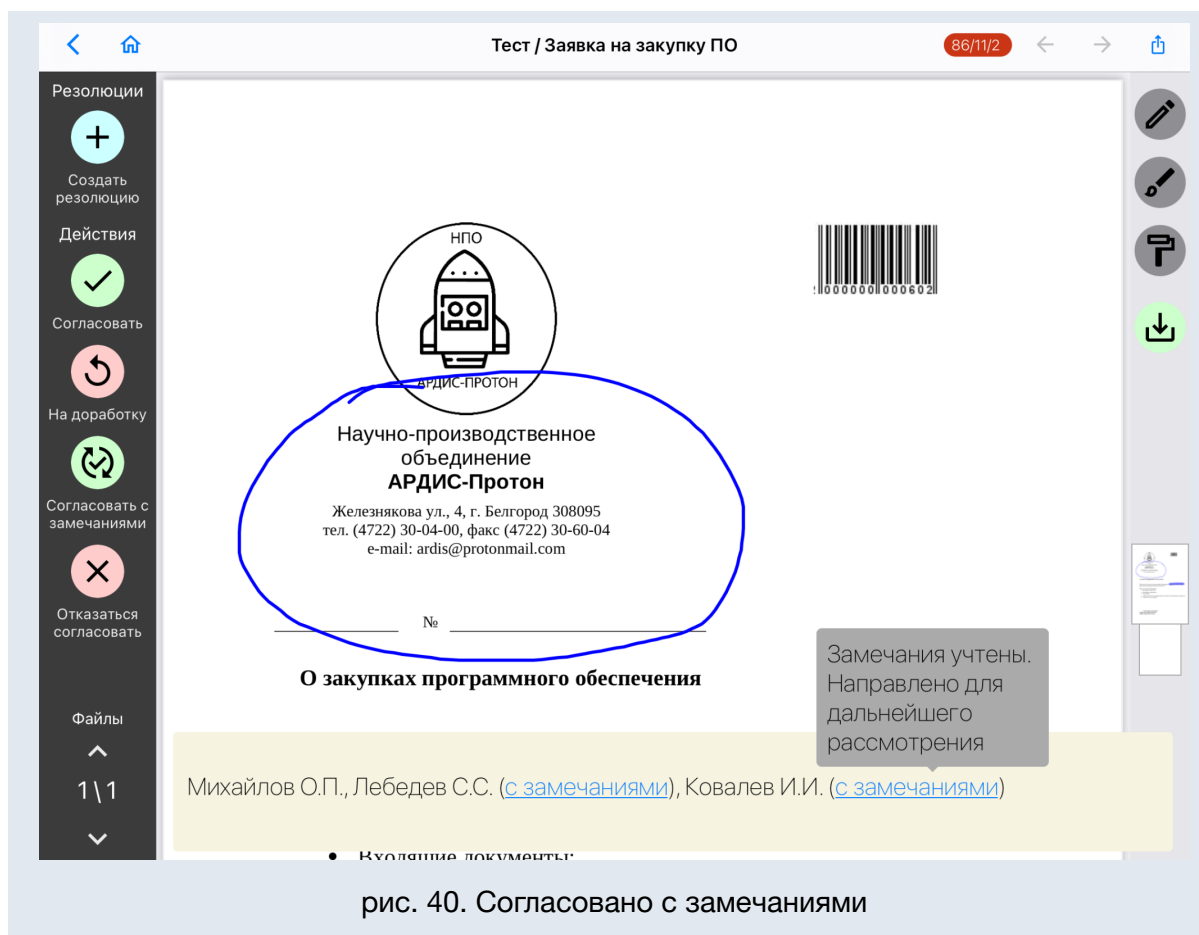 Тест / Заявка на закупку ПО
86/11/2
Резолюции
Создать
резолюцию
Действия
Согласовать
На доработку
Согласовать с
замечаниями
Отказаться
согласовать
Файлы
1\1
НПО
АРДИС-ПРОТОН
2000000000602
Научно-производственное
объединение
АРДИС-Протон
Железнякова ул., 4, г. Белгород 308095
тел. (4722) 30-04-00, факс (4722) 30-60-04
e-mail: ardis@protonmail.com
№
О закупках программного обеспечения
Замечания учтены.
Направлено для
дальнейшего
рассмотрения
Михайлов О.П., Лебедев С.С. (с замечаниями), Ковалев И.И. (с замечаниями)
• Входящие документы:
рис. 40. Согласовано с замечаниями